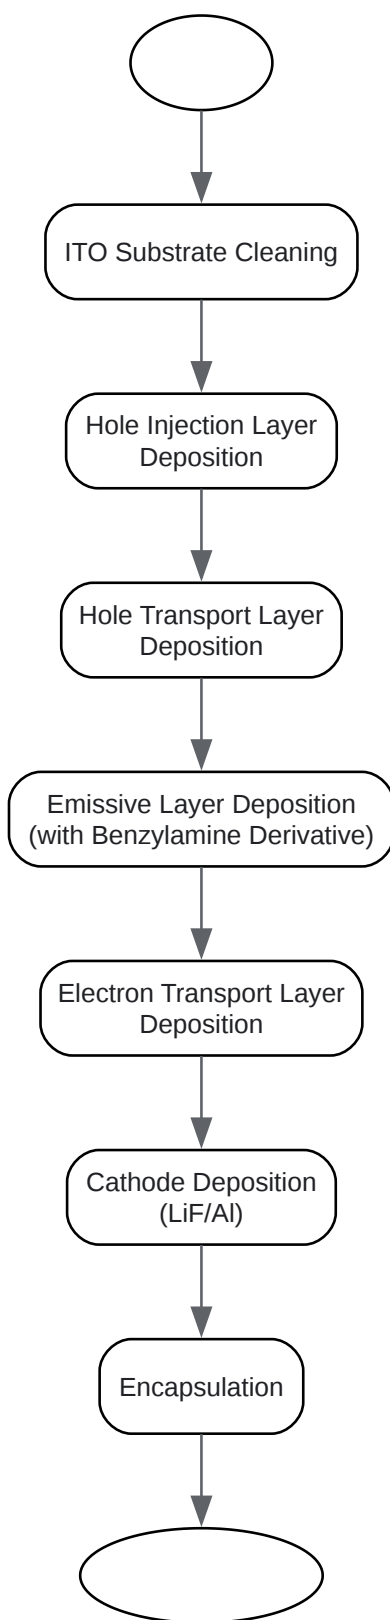 ITO Substrate Cleaning
Hole Injection Layer
Deposition
Hole Transport Layer
Deposition
Emissive Layer Deposition
(with Benzylamine Derivative)
Electron Transport Layer
Deposition
Cathode Deposition
(LiF/Al)
Encapsulation